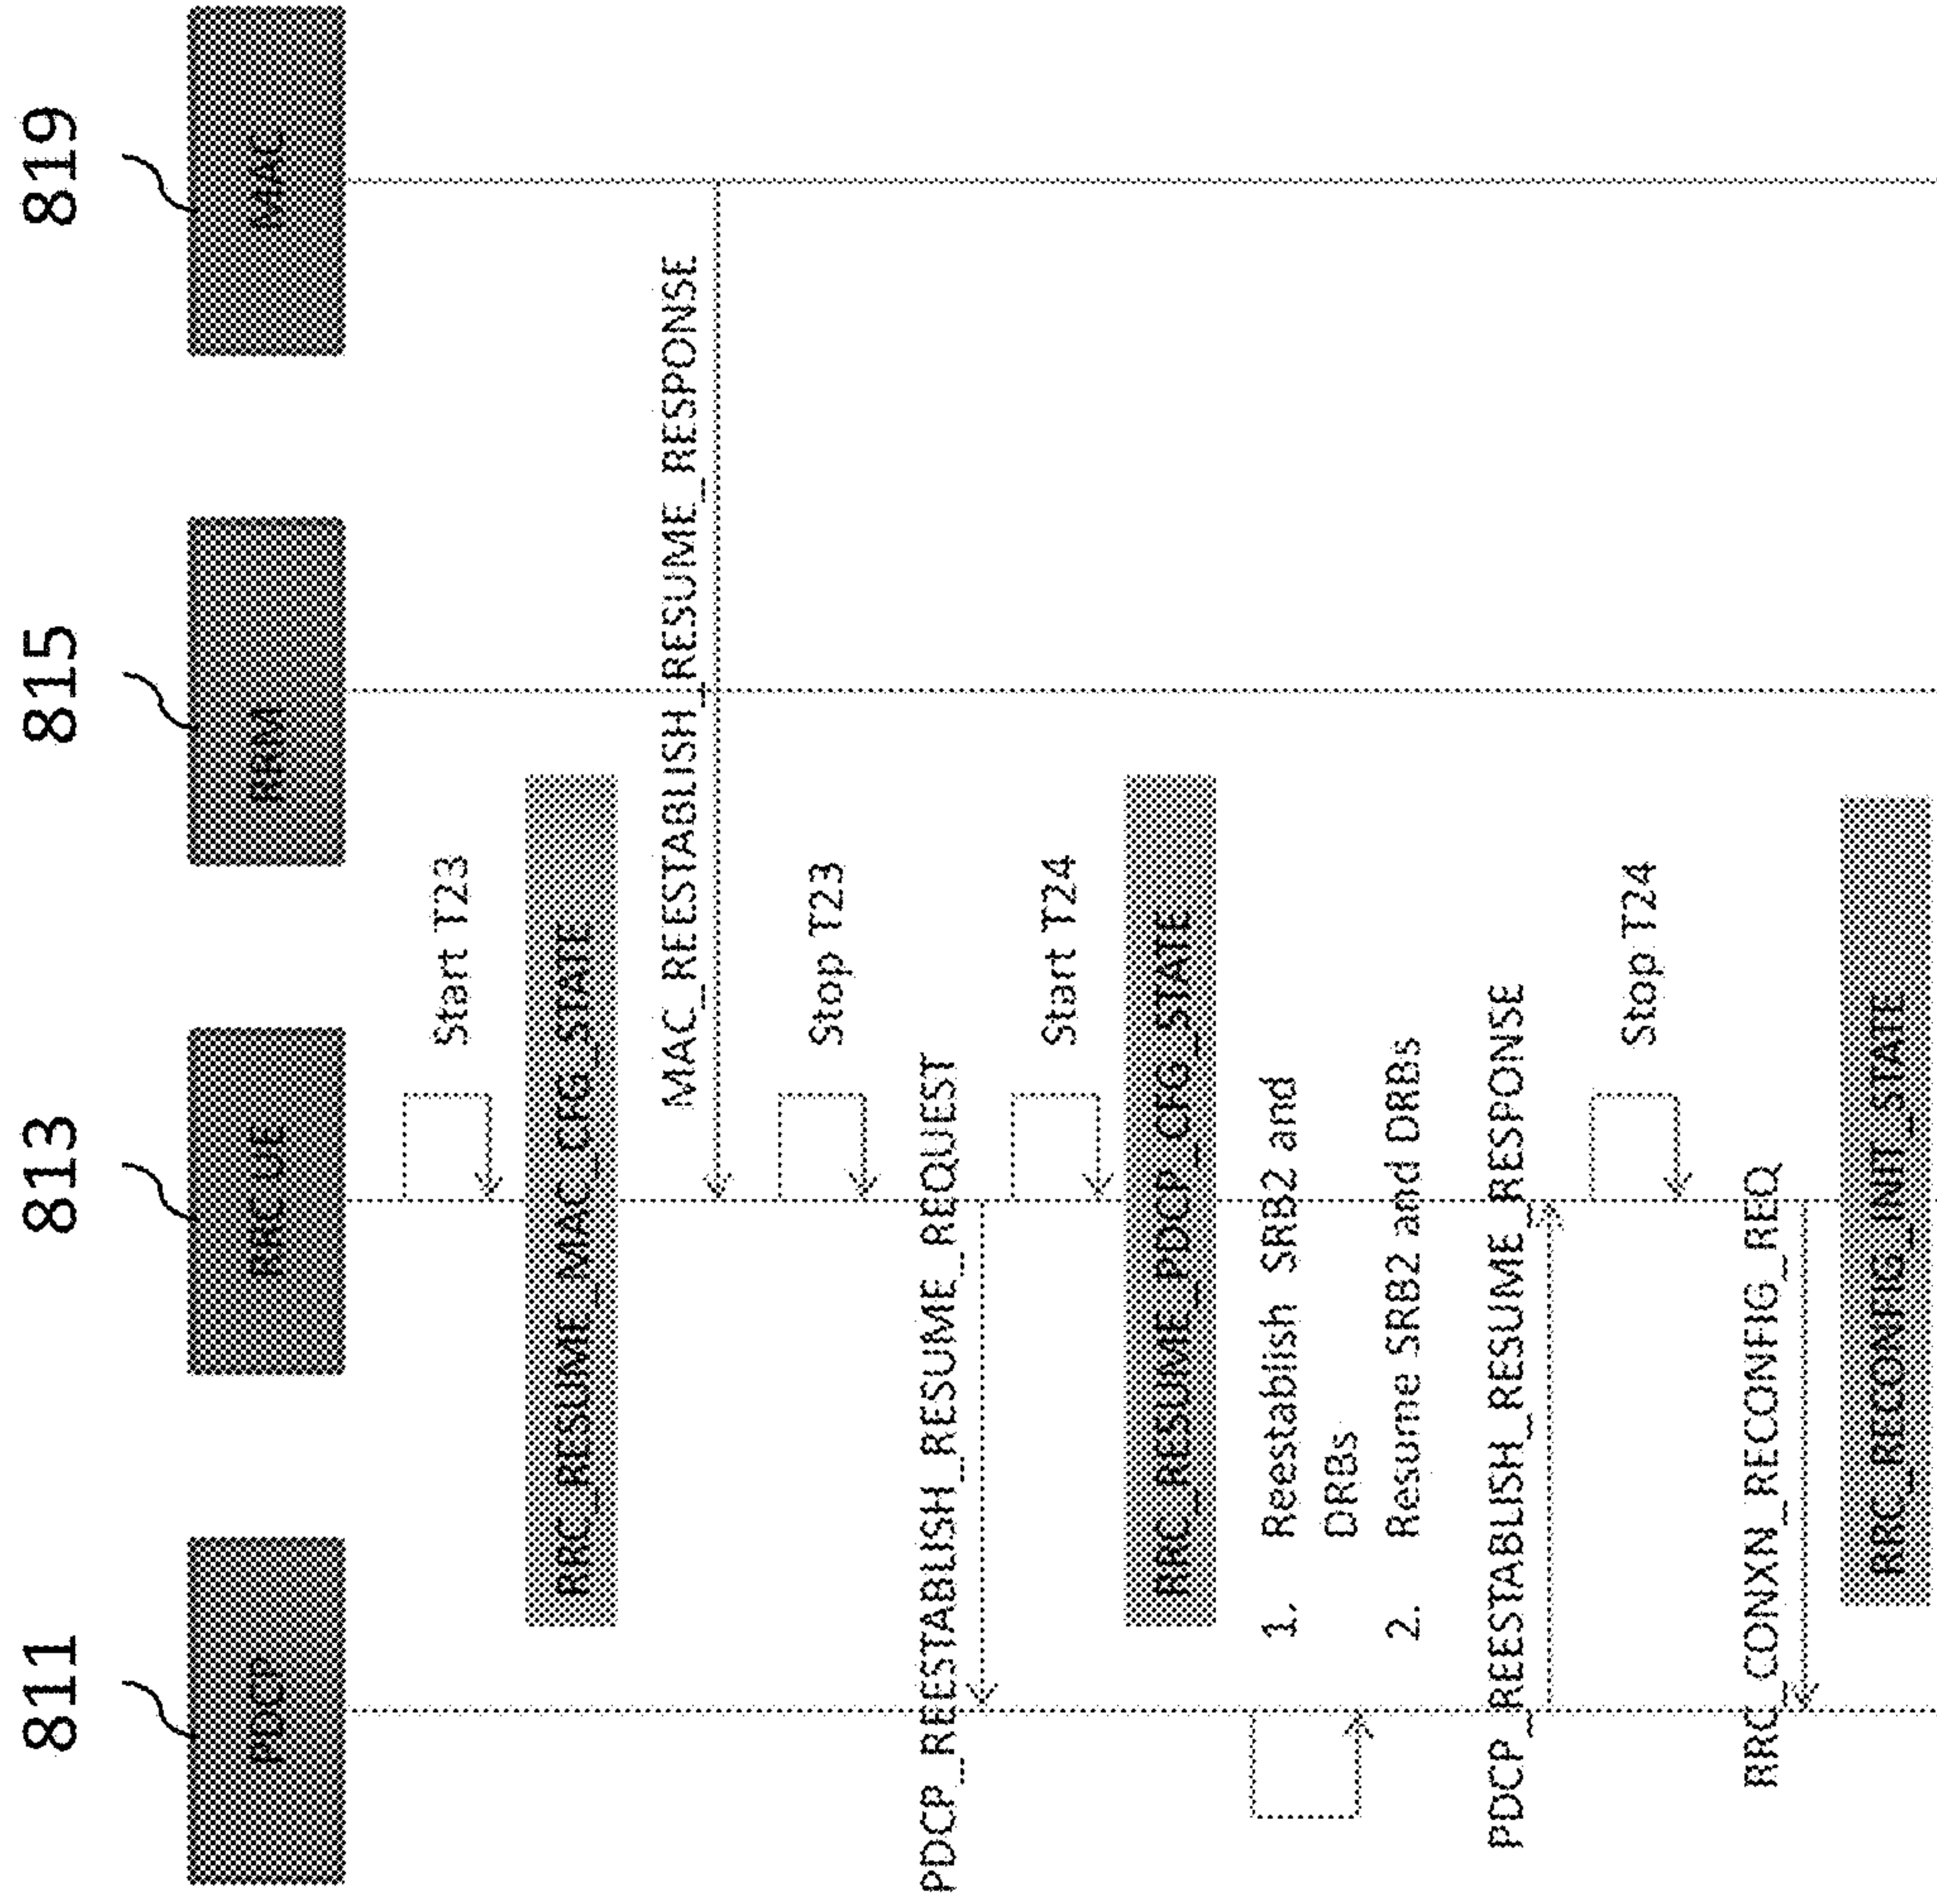 811
813
815
819
PDCP
RRC UE
RRM
MAC
Start T23
RRC_RESUME_MAC_CFG_STATE
MAC_REESTABLISH_RESUME_RESPONSE
Stop T23
PDCP_REESTABLISH_RESUME_REQUEST
Start T24
RRC_RESUME_PDCP_CFG_STATE
1. Reestablish SRB2 and
DRBs
2. Resume SRB2 and DRBs
PDCP_REESTABLISH_RESUME_RESPONSE
Stop T24
RRC_CONXN_RECONFIG_REQ
RRC_RECONFIG_INIT_STATE